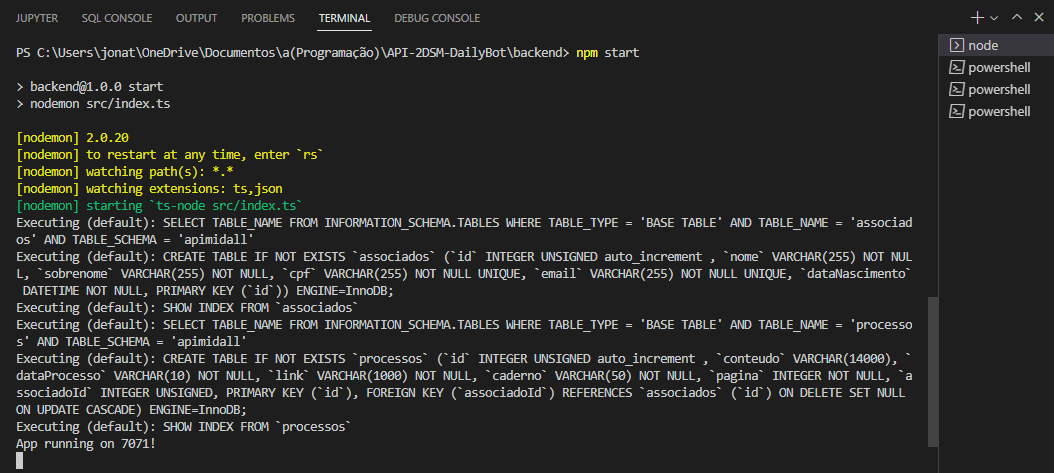 JUPYTER SQL CONSOLE OUTPUT PROBLEMS TERMINAL DEBUG CONSOLE
PS C:\Users\jonat\OneDrive\Documentos\a(Programação)\API-2DSM-DailyBot\backend> npm start
> backend@1.0.0 start
> nodemon src/index.ts
[nodemon] 2.0.20
[nodemon] to restart at any time, enter `rs`
[nodemon] watching path(s): *.*
[nodemon] watching extensions: ts,json
[nodemon] starting `ts-node src/index.ts`
Executing (default): SELECT TABLE_NAME FROM INFORMATION_SCHEMA.TABLES WHERE TABLE_TYPE = 'BASE TABLE' AND TABLE_NAME = 'associad
os' AND TABLE_SCHEMA = 'apimidall'
Executing (default): CREATE TABLE IF NOT EXISTS `associados` (`id` INTEGER UNSIGNED auto_increment , `nome` VARCHAR(255) NOT NUL
L, `sobrenome` VARCHAR(255) NOT NULL, `cpf` VARCHAR(255) NOT NULL UNIQUE, `email` VARCHAR(255) NOT NULL UNIQUE, `dataNascimento`
DATETIME NOT NULL, PRIMARY KEY (`id`)) ENGINE=InnoDB;
Executing (default): SHOW INDEX FROM `associados`
Executing (default): SELECT TABLE_NAME FROM INFORMATION_SCHEMA.TABLES WHERE TABLE_TYPE = 'BASE TABLE' AND TABLE_NAME = 'processo
s' AND TABLE_SCHEMA = 'apimidall'
Executing (default): CREATE TABLE IF NOT EXISTS `processos` (`id` INTEGER UNSIGNED auto_increment , `conteudo` VARCHAR(14000), `
dataProcesso` VARCHAR(10) NOT NULL, `link` VARCHAR(1000) NOT NULL, `caderno` VARCHAR(50) NOT NULL, `pagina` INTEGER NOT NULL, `a
ssociadoId` INTEGER UNSIGNED, PRIMARY KEY (`id`), FOREIGN KEY (`associadoId`) REFERENCES `associados` (`id`) ON DELETE SET NULL
ON UPDATE CASCADE) ENGINE=InnoDB;
Executing (default): SHOW INDEX FROM `processos`
App running on 7071!
node
powershell
powershell
powershell